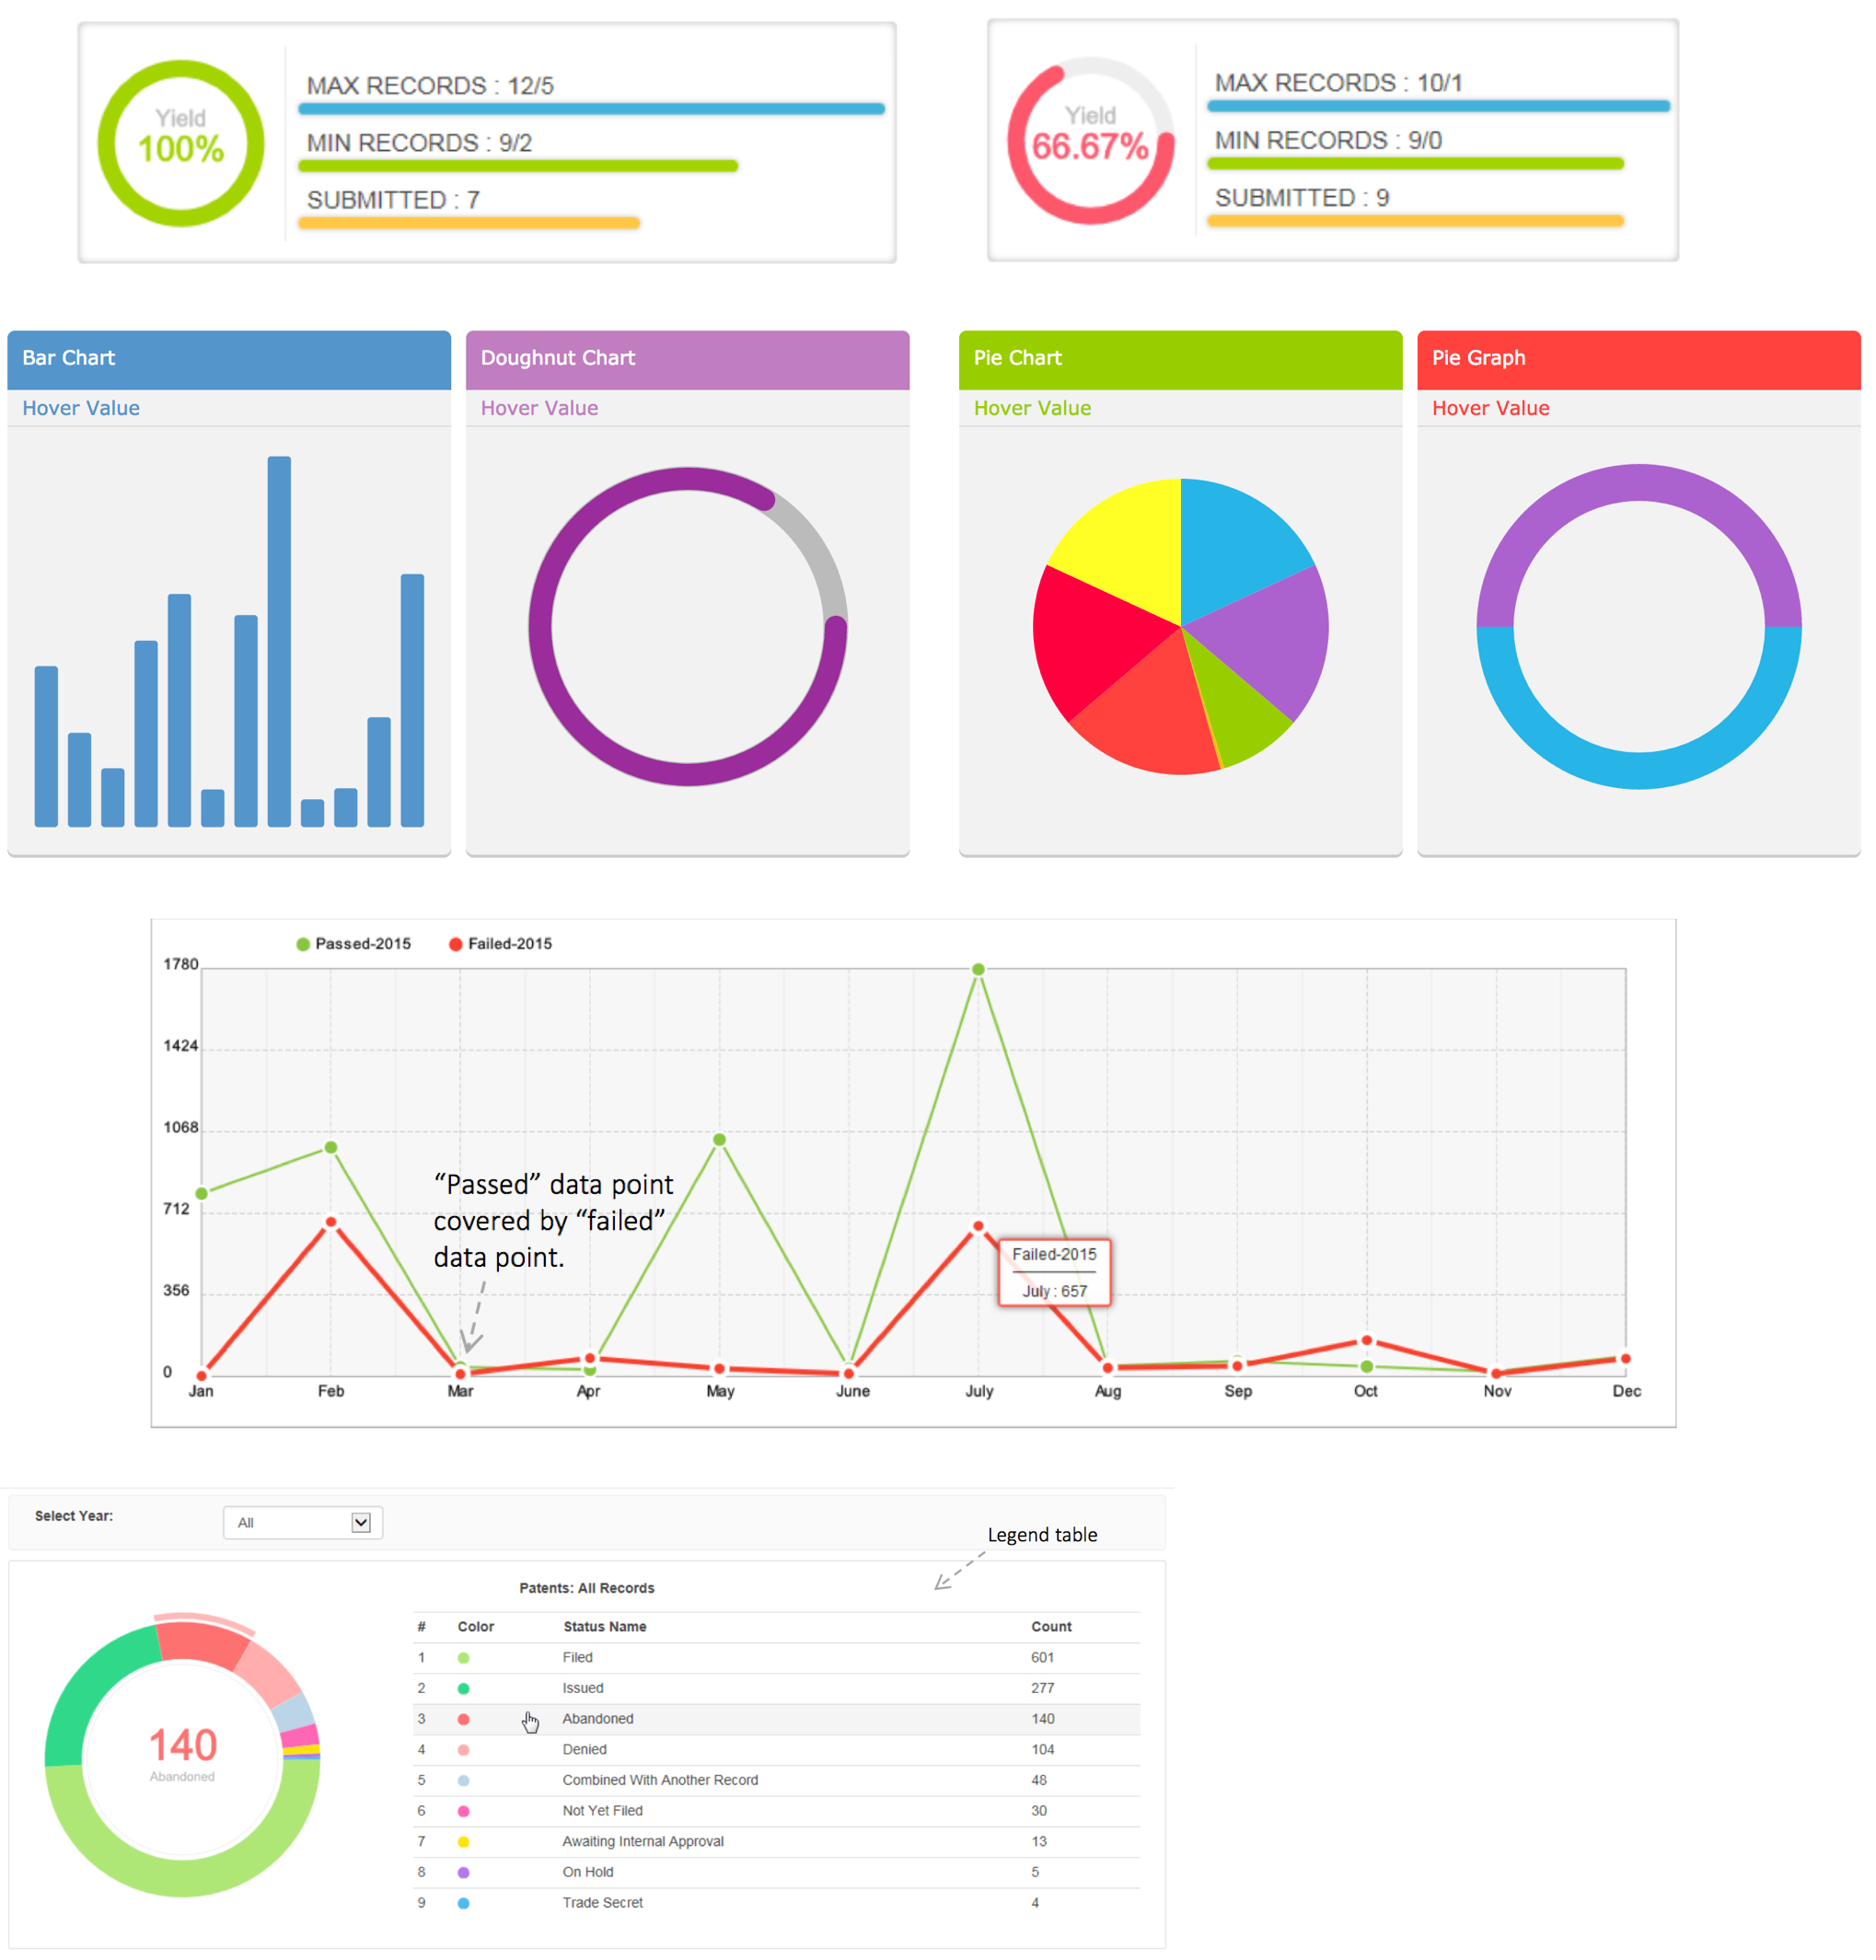 Yield
100%
MAX RECORDS : 12/5
MIN RECORDS : 9/2
SUBMITTED : 7
Yield
66.67%
MAX RECORDS : 10/1
MIN RECORDS : 9/0
SUBMITTED : 9
Bar Chart
Hover Value
Doughnut Chart
Hover Value
Pie Chart
Hover Value
Pie Graph
Hover Value
Passed-2015 Failed-2015
1780
1424
1068
712
356
0
“Passed” data point
covered by “failed”
data point.
Failed-2015
July : 657
Jan Feb Mar Apr May June July Aug Sep Oct Nov Dec
Select Year:
All
Legend table
140
Abandoned
Patents: All Records
# Color Status Name Count
1 Filed 601
2 Issued 277
3 Abandoned 140
4 Denied 104
5 Combined With Another Record 48
6 Not Yet Filed 30
7 Awaiting Internal Approval 13
8 On Hold 5
9 Trade Secret 4